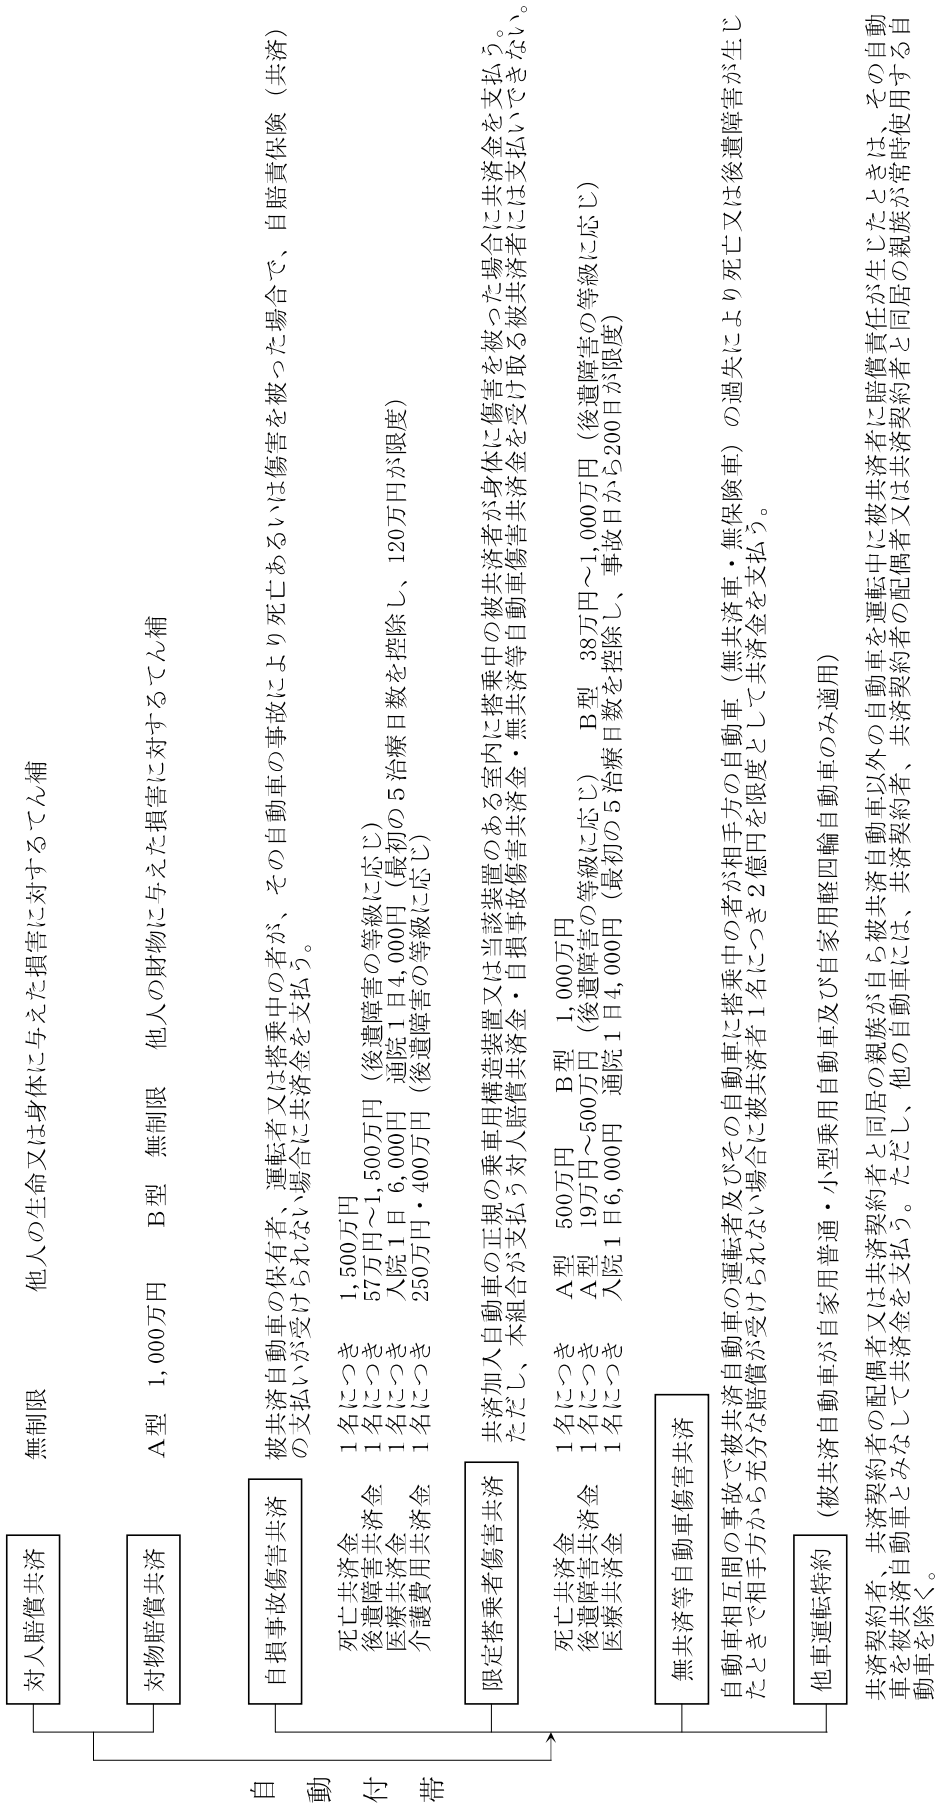 対人賠償共済　無制限　他人の生命又は身体に与えた損害に対するてん補
対物賠償共済　A型　1,000万円　B型　無制限　他人の財物に与えた損害に対するてん補
自動付帯
自損事故傷害共済　被共済自動車の保有者、運転者又は搭乗中の者が、その自動車の事故により死亡あるいは傷害を被った場合で、自賠責保険（共済）
の支払いが受けられない場合に共済金を支払う。
死亡共済金　1名につき　1,500万円
後遺障害共済金　1名につき　57万円～1,500万円（後遺障害の等級に応じ）
医療共済金　1名につき　入院1日 6,000円　通院1日4,000円（最初の5治療日数を控除し、120万円が限度）
介護費用共済金　1名につき　250万円・400万円（後遺障害の等級に応じ）
限定搭乗者傷害共済　共済加入自動車の正規の乗車用構造装置又は当該装置のある室内に搭乗中の被共済者が身体に傷害を被った場合に共済金を支払う。
ただし、本組合が支払う対人賠償共済金・自損事故傷害共済金・無共済等自動車傷害共済金を受け取る被共済者には支払いできない。
死亡共済金　1名につき　A型　500万円　B型　1,000万円
後遺障害共済金　1名につき　A型　19万円～500万円（後遺障害の等級に応じ）　B型　38万円～1,000万円（後遺障害の等級に応じ）
医療共済金　1名につき　入院1日6,000円　通院1日4,000円（最初の5治療日数を控除し、事故日から200日が限度）
無共済等自動車傷害共済
自動車相互間の事故で被共済自動車の運転者及びその自動車に搭乗中の者が相手方の自動車（無共済車・無保険車）の過失により死亡又は後遺障害が生じ
たときで相手方から充分な賠償が受けられない場合に被共済者1名につき2億円を限度として共済金を支払う。
他車運転特約　（被共済自動車が自家用普通・小型乗用自動車及び自家用軽四輪自動車のみ適用）
共済契約者、共済契約者の配偶者又は共済契約者と同居の親族が自ら被共済自動車以外の自動車を運転中に被共済者に賠償責任が生じたときは、その自動
車を被共済自動車とみなして共済金を支払う。ただし、他の自動車には、共済契約者、共済契約者の配偶者又は共済契約者と同居の親族が常時使用する自
動車を除く。